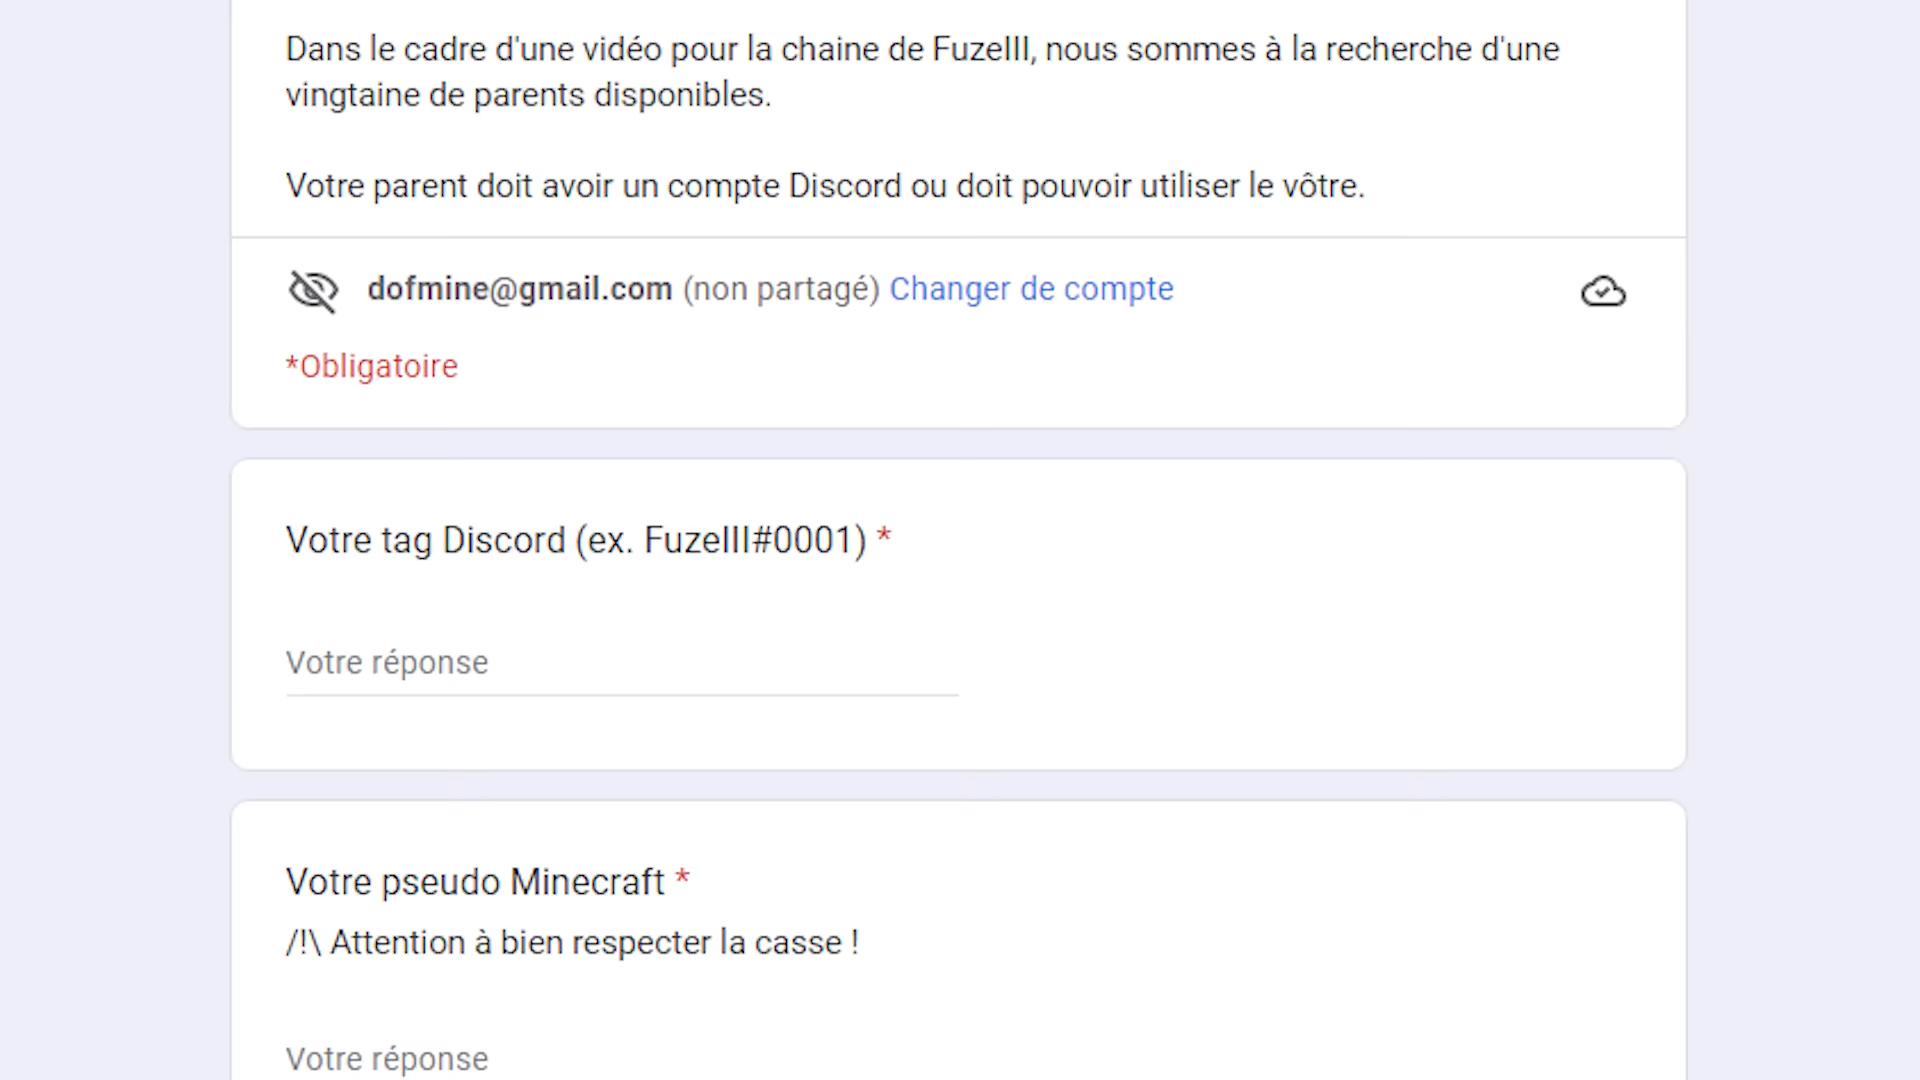 Dans le cadre d'une vidéo pour la chaine de FuzeIII, nous sommes à la recherche d'une
vingtaine de parents disponibles.
Votre parent doit avoir un compte Discord ou doit pouvoir utiliser le vôtre.
dofmine@gmail.com (non partagé) Changer de compte
*Obligatoire
Votre tag Discord (ex. FuzeIII#0001) *
Votre réponse
Votre pseudo Minecraft *
/!\ Attention à bien respecter la casse !
Votre réponse